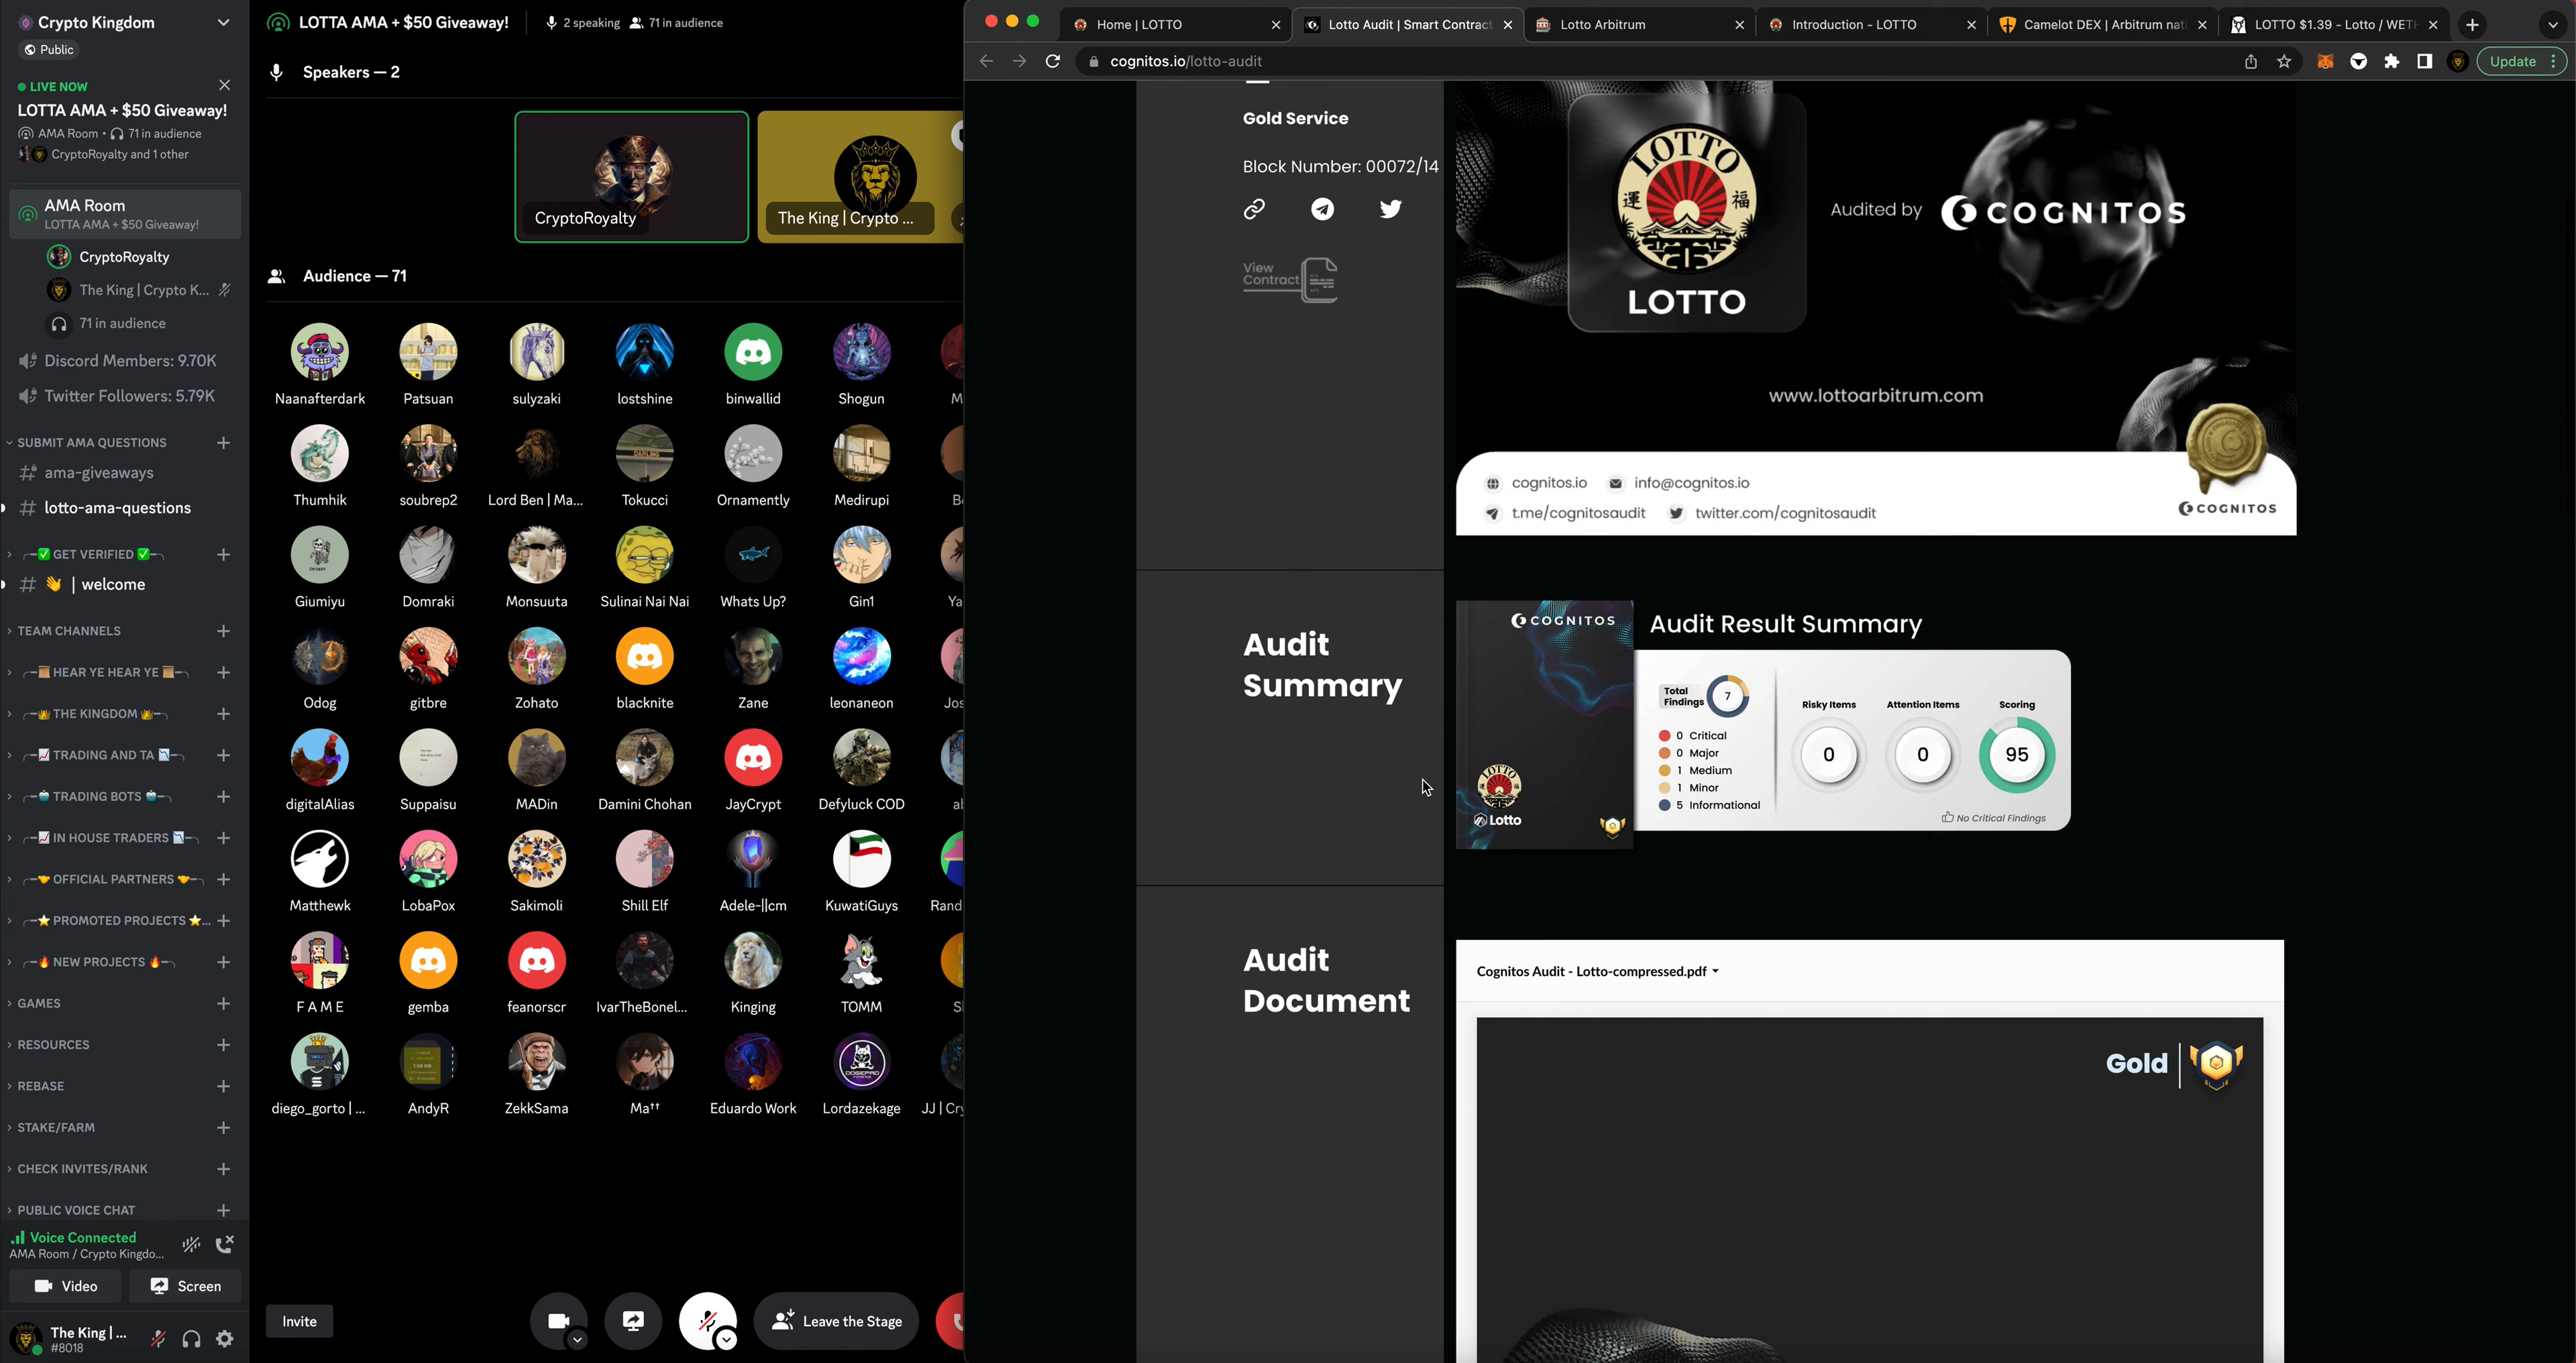 Crypto Kingdom
Public
LIVE NOW
LOTTA AMA + $50 Giveaway!
AMA Room • 71 in audience
CryptoRoyalty and 1 other
AMA Room
LOTTA AMA + $50 Giveaway!
CryptoRoyalty
The King | Crypto K...
71 in audience
Discord Members: 9.70K
Twitter Followers: 5.79K
SUBMIT AMA QUESTIONS
ama-giveaways
lotto-ama-questions
GET VERIFIED
👋 | welcome
TEAM CHANNELS
HEAR YE HEAR YE
THE KINGDOM
TRADING AND TA
TRADING BOTS
IN HOUSE TRADERS
OFFICIAL PARTNERS
PROMOTED PROJECTS ...
NEW PROJECTS
GAMES
RESOURCES
REBASE
STAKE/FARM
CHECK INVITES/RANK
PUBLIC VOICE CHAT
Voice Connected
AMA Room / Crypto Kingdo...
Video
Screen
The King | ...
#8018
LOTTA AMA + $50 Giveaway!
2 speaking 71 in audience
Speakers — 2
CryptoRoyalty
The King | Crypto ...
Audience — 71
Naanafterdark Patsuan sulyzaki lostshine binwallid Shogun M
Thumhik soubrep2 Lord Ben | Ma... Tokucci Ornamently Medirupi
Giumiyu Domraki Monsuuta Sulinai Nai Nai Whats Up? Gin1 Ya
Odog gitbre Zohato blacknite Zane leonaneon Jos
digitalAlias Suppaisu MADin Damini Chohan JayCrypt Defyluck COD
Matthewk LobaPox Sakimoli Shill Elf Adele-||cm KuwatiGuys Rand
F A M E gemba feanorscr IvarTheBonel... Kinging TOMM
diego_gorto | ... AndyR ZekkSama Ma†† Eduardo Work Lordazekage JJ | Cry
Invite
Leave the Stage
Home | LOTTO
Lotto Audit | Smart Contract
Lotto Arbitrum
Introduction - LOTTO
Camelot DEX | Arbitrum nat
LOTTO $1.39 - Lotto / WETH
cognitos.io/lotto-audit
Update
Gold Service
Block Number: 00072/14
View
Contract
LOTTO
運 福
LOTTO
Audited by COGNITOS
www.lottoarbitrum.com
cognitos.io info@cognitos.io
t.me/cognitosaudit twitter.com/cognitosaudit
COGNITOS
Audit
Summary
COGNITOS
LOTTO
Lotto
Audit Result Summary
Total
Findings
7
0 Critical
0 Major
1 Medium
1 Minor
5 Informational
Risky Items
0
Attention Items
0
Scoring
95
No Critical Findings
Audit
Document
Cognitos Audit - Lotto-compressed.pdf
Gold